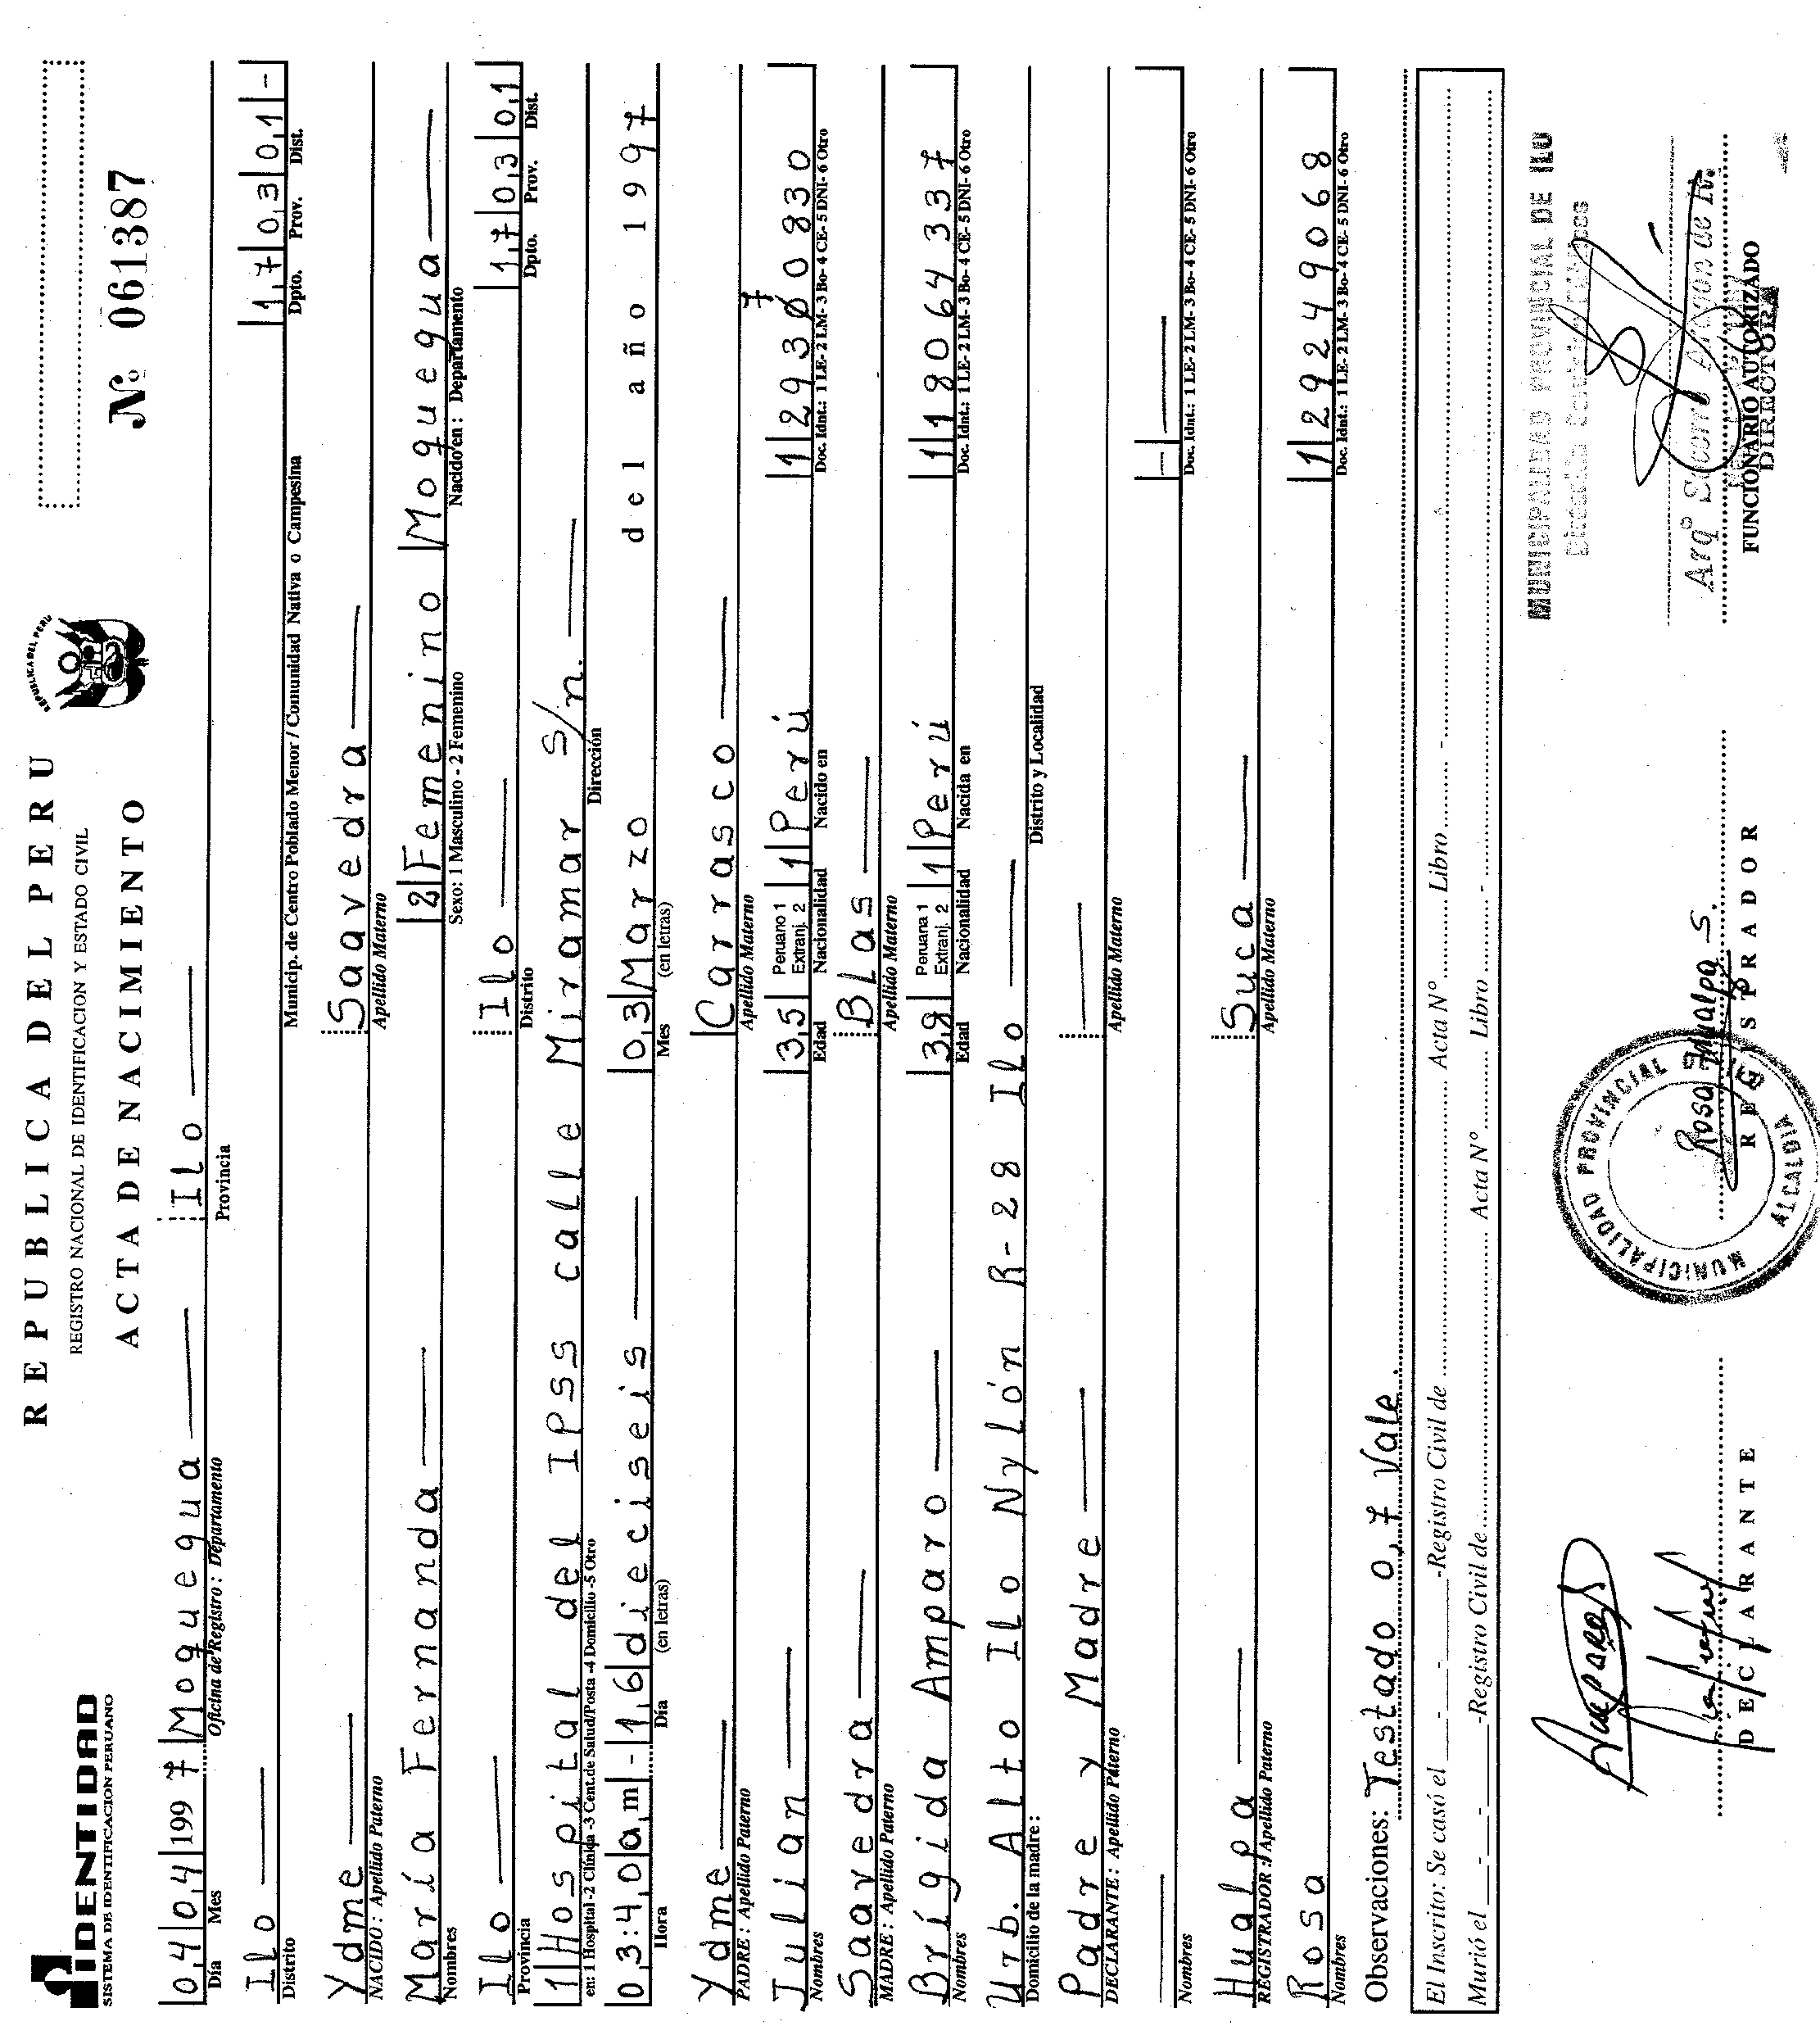 IDENTIDAD
SISTEMA DE IDENTIFICACION PERUANO
REPUBLICA DEL PERU
REGISTRO NACIONAL DE IDENTIFICACION Y ESTADO CIVIL
ACTA DE NACIMIENTO
REPUBLICA DEL PERU
Nº 061387
04 04 1997 Moquegua Ilo
Día Mes Oficina de Registro: Departamento Provincia
Ilo 17 03 01 -
Distrito Municip. de Centro Poblado Menor / Comunidad Nativa o Campesina Dpto. Prov. Dist.
Ydme Saavedra
NACIDO: Apellido Paterno Apellido Materno
María Fernanda 2 Femenino Moquegua
Nombres Sexo: 1 Masculino - 2 Femenino Nacido en: Departamento
Ilo Ilo 17 03 01
Provincia Distrito Dpto. Prov. Dist.
1 Hospital del IPSS calle Miramar S/n.
en: 1 Hospital -2 Clínica -3 Cent.de Salud/Posta -4 Domicilio -5 Otro Dirección
03:40 a,m - 16 dieciseis 03 Marzo del año 1997
Hora Día (en letras) Mes (en letras)
Ydme Carrasco
PADRE: Apellido Paterno Apellido Materno
7
Julian 35 Peruano 1 Extranj. 2 1 Perú 1 29300830
Nombres Edad Nacionalidad Nacido en Doc. Idnt.: 1 LE- 2 LM- 3 Bo- 4 CE- 5 DNI- 6 Otro
Saavedra Blas
MADRE: Apellido Paterno Apellido Materno
Brígida Amparo Peruana 1 Extranj. 2 1 Perú 1 18064337
Nombres Edad Nacionalidad Nacida en Doc. Idnt.: 1 LE- 2 LM- 3 Bo- 4 CE- 5 DNI- 6 Otro
Urb. Alto Ilo Nylón R-28 Ilo
Domicilio de la madre: Distrito y Localidad
Padre y Madre
DECLARANTE: Apellido Paterno Apellido Materno
Nombres Doc. Idnt.: 1 LE- 2 LM- 3 Bo- 4 CE- 5 DNI- 6 Otro
Hualpa Suca
REGISTRADOR: Apellido Paterno Apellido Materno
Rosa 1 29249068
Nombres Doc. Idnt.: 1 LE- 2 LM- 3 Bo- 4 CE- 5 DNI- 6 Otro
Observaciones: Testado 0,7 Vale.
El Inscrito: Se casó el - - -Registro Civil de Acta Nº Libro -
Murió el - - -Registro Civil de Acta Nº Libro -
MUNICIPALIDAD PROVINCIAL DE ILO
MUNICIPALIDAD PROVINCIAL DE ILO
ALCALDIA
Amparo S
Rosa Hualpa S.
DECLARANTE
REGISTRADOR
FUNCIONARIO AUTORIZADO
DIRECTORA